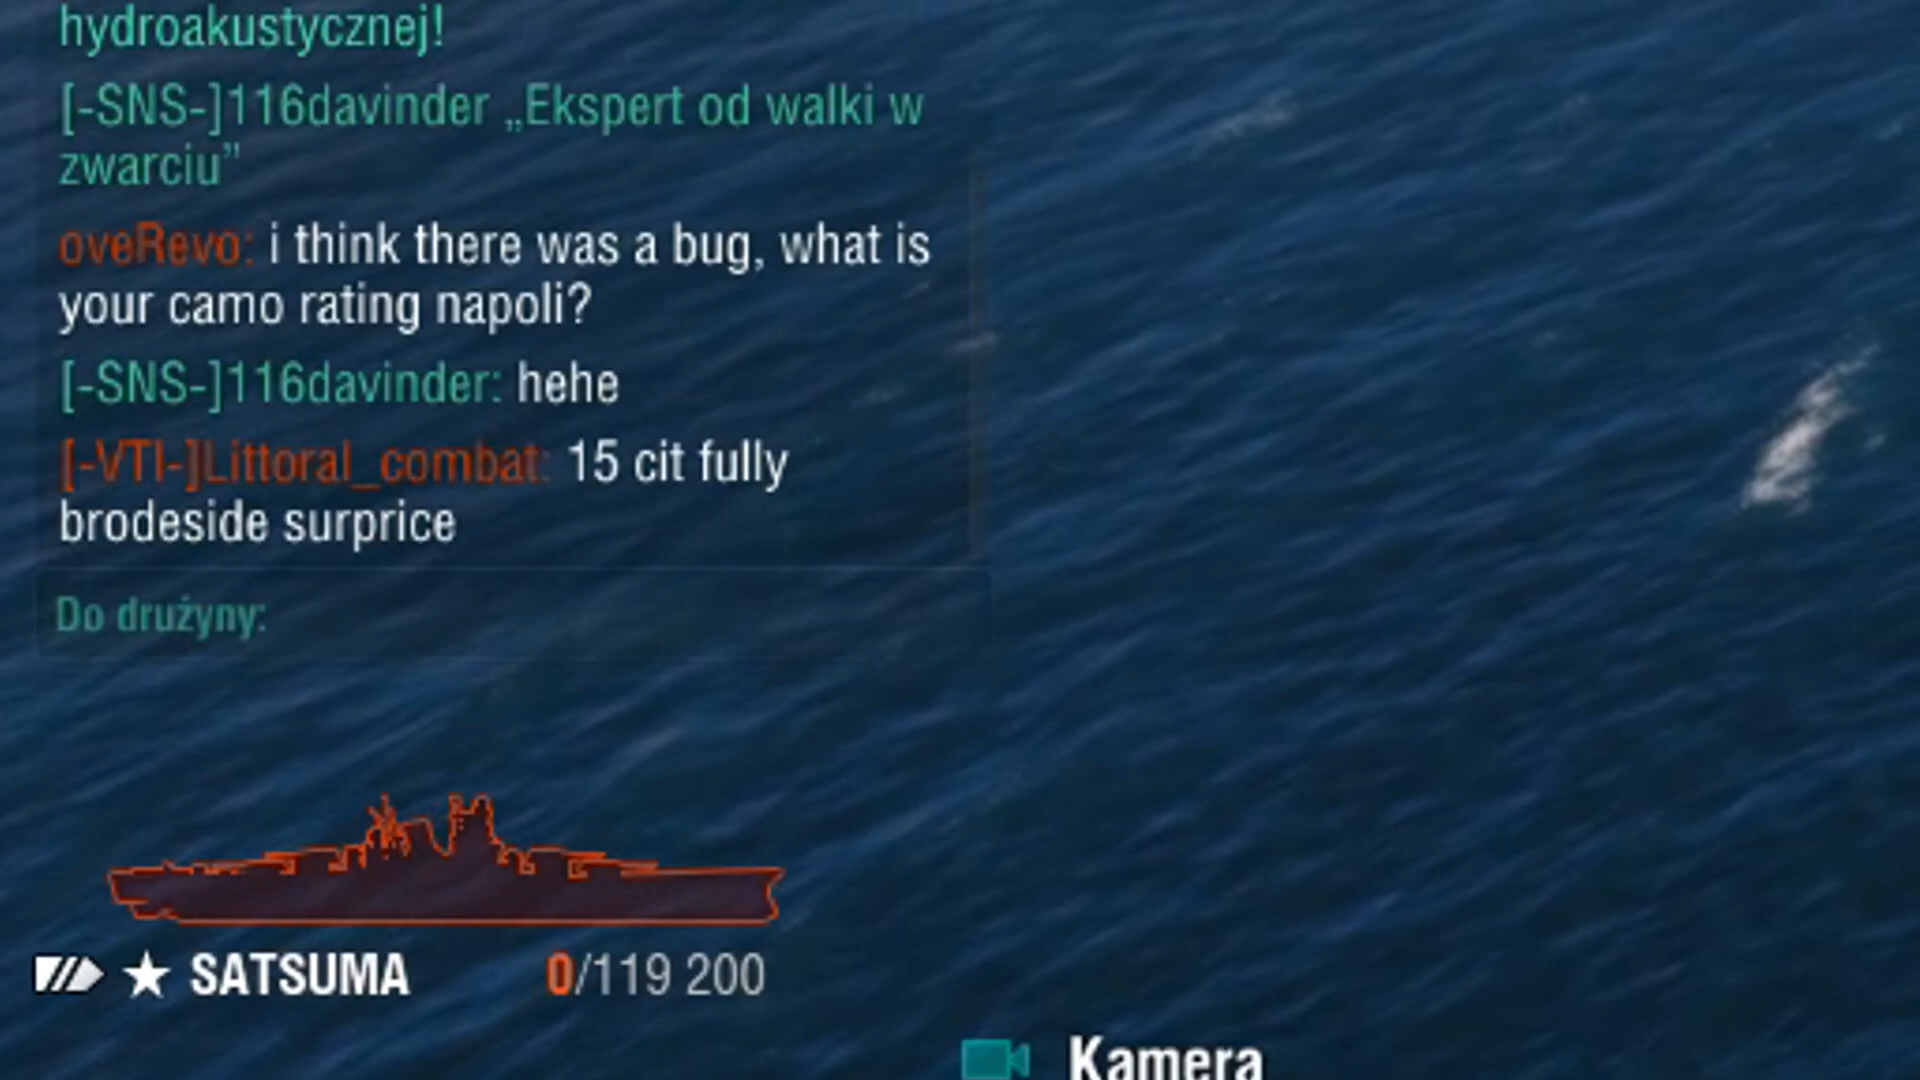 hydroakustycznej!
[-SNS-]116davinder „Ekspert od walki w
zwarciu”
oveRevo: i think there was a bug, what is
your camo rating napoli?
[-SNS-]116davinder: hehe
[-VTI-]Littoral_combat: 15 cit fully
brodeside surprice
Do drużyny:
SATSUMA 0/119 200
Kamera